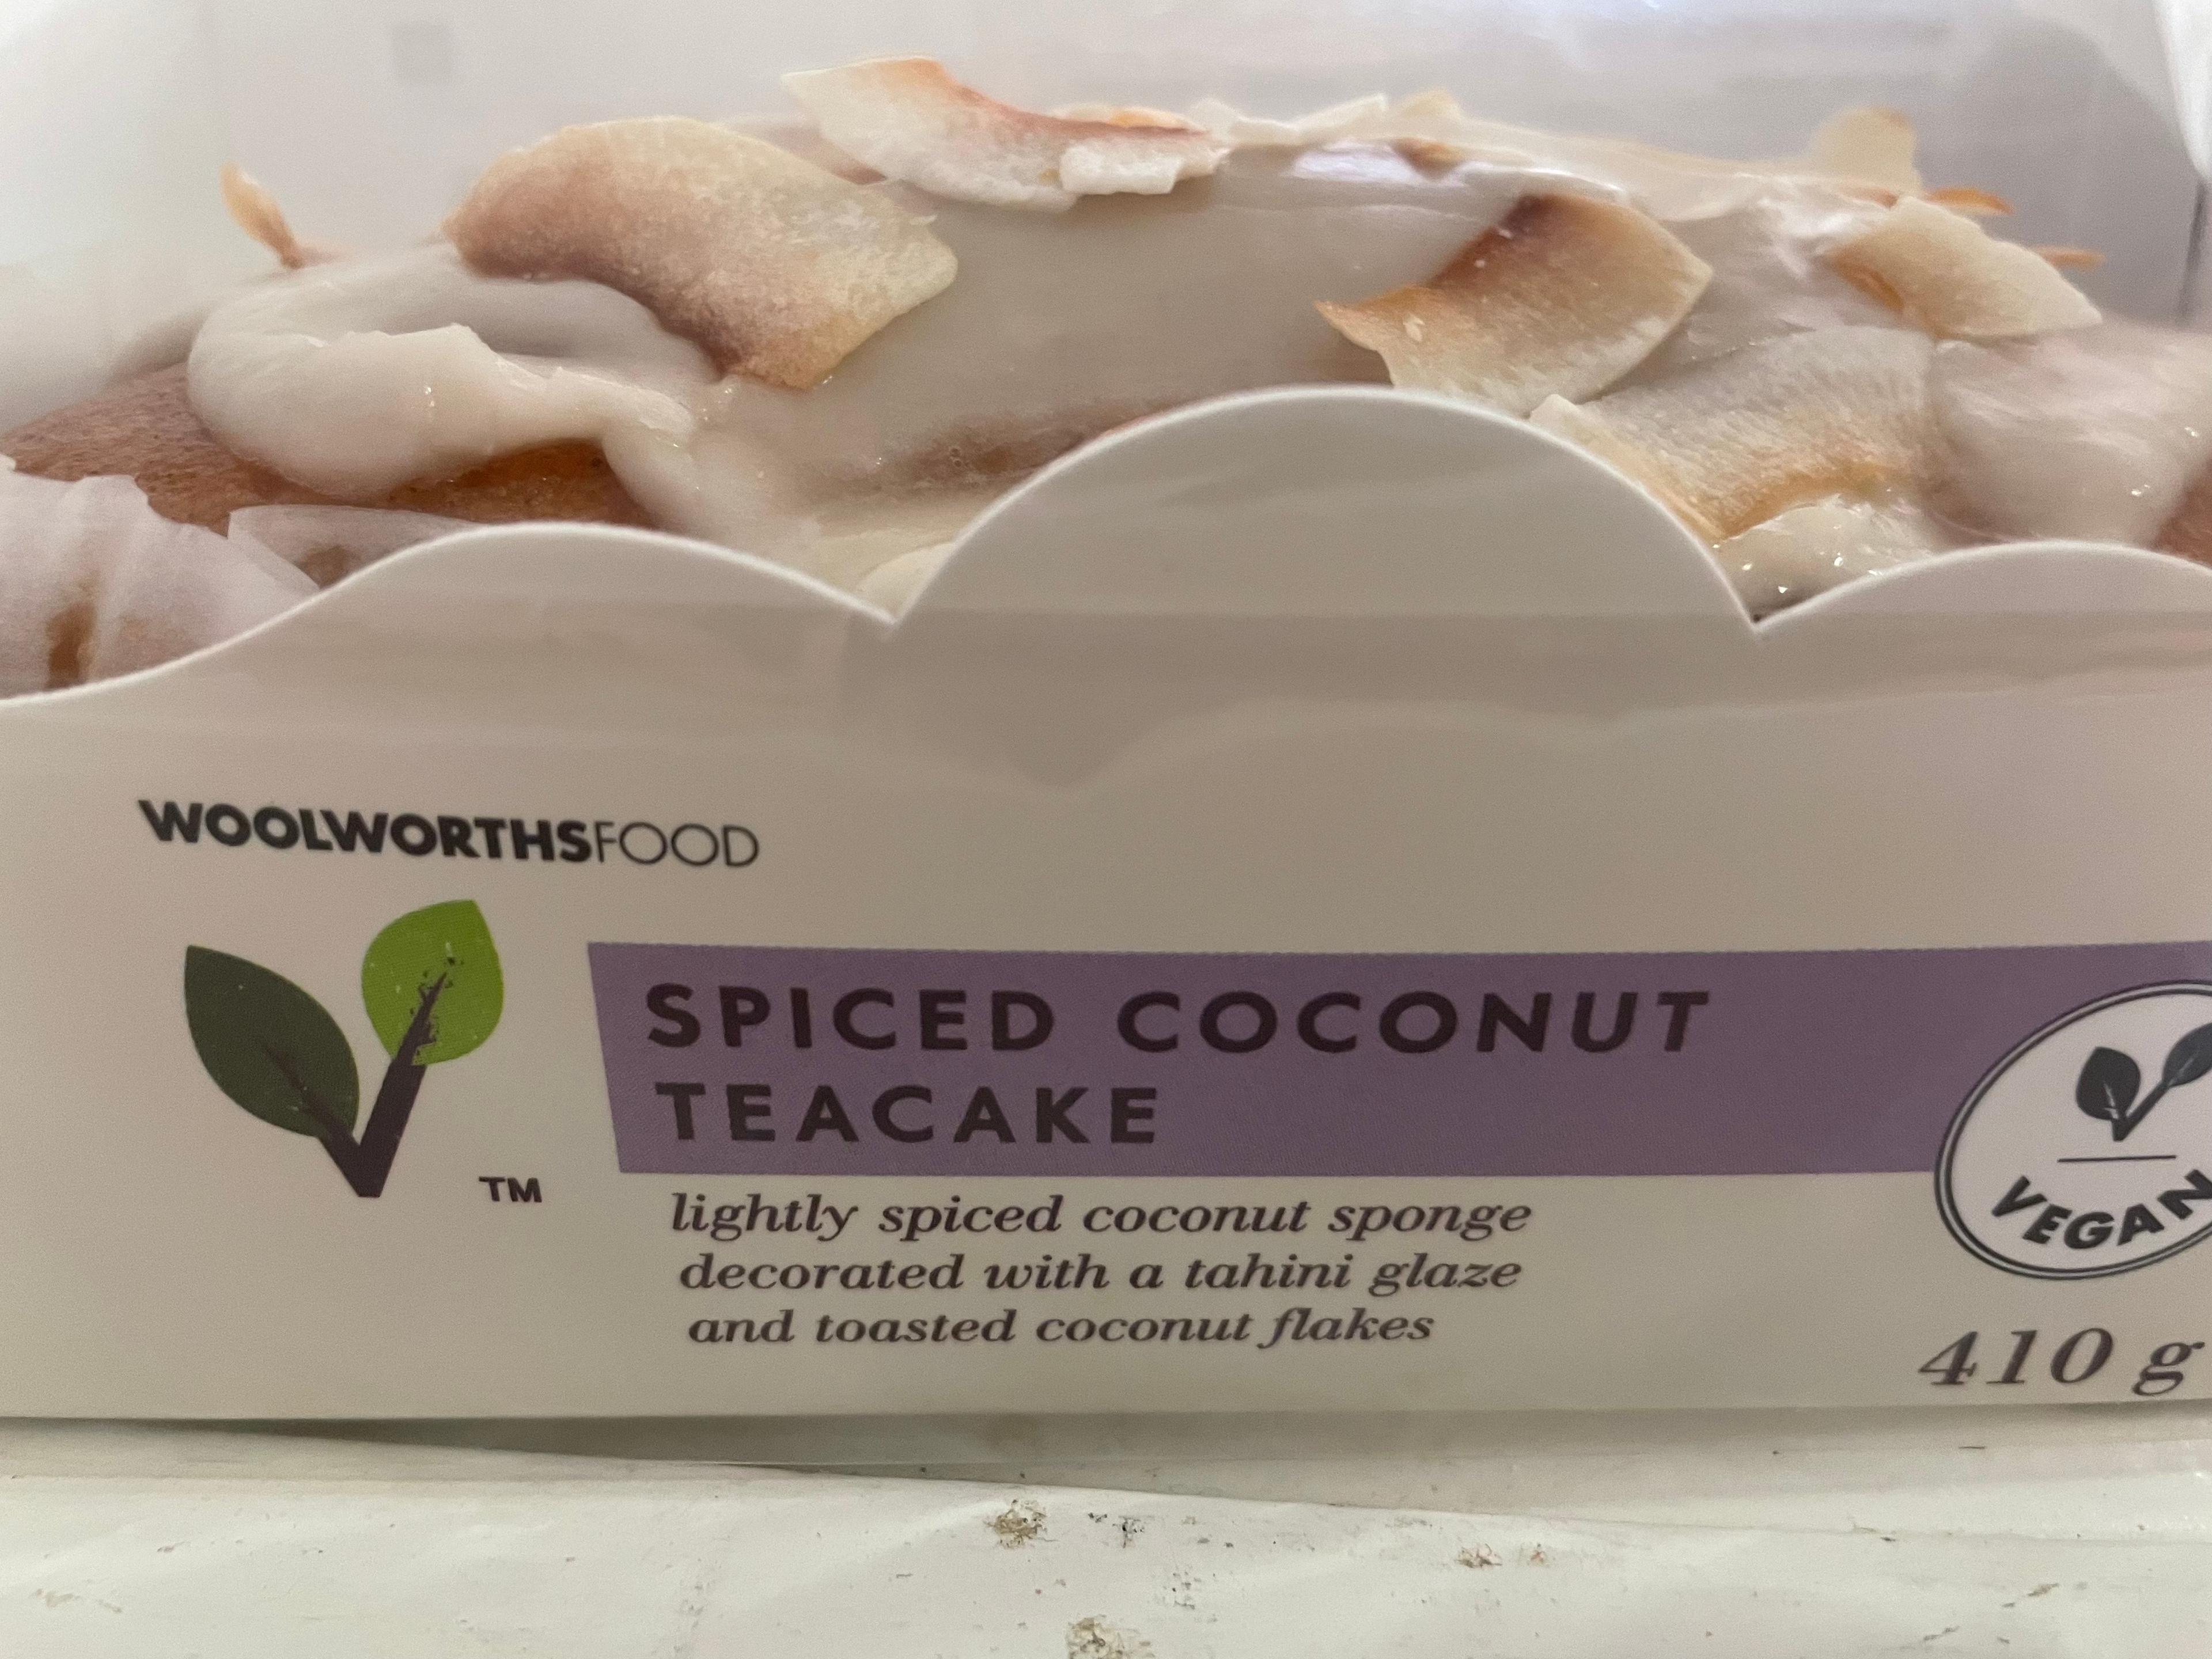 WOOLWORTHSFOOD
TM
SPICED COCONUT
TEACAKE
lightly spiced coconut sponge
decorated with a tahini glaze
and toasted coconut flakes
VEGAN
410 g